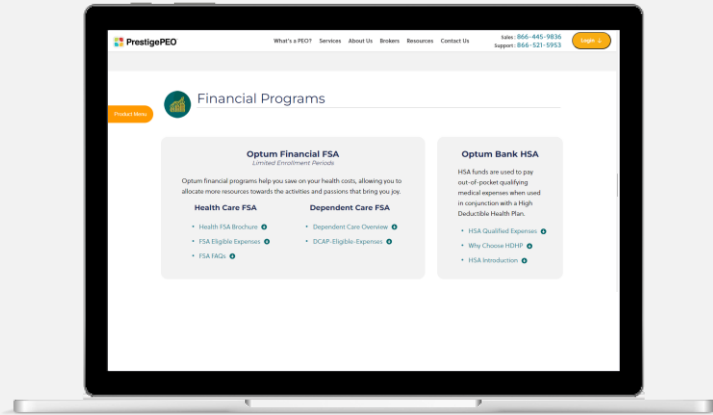 PrestigePEO
What's a PEO? Services About Us Brokers Resources Contact Us
Sales: 866-445-9836
Support: 866-521-5953
Login
Product Menu
Financial Programs
Optum Financial FSA
Limited Enrollment Periods
Optum financial programs help you save on your health costs, allowing you to
allocate more resources towards the activities and passions that bring you joy.
Health Care FSA
• Health FSA Brochure
• FSA Eligible Expenses
• FSA FAQs
Dependent Care FSA
• Dependent Care Overview
• DCAP-Eligible-Expenses
Optum Bank HSA
HSA funds are used to pay
out-of-pocket qualifying
medical expenses when used
in conjunction with a High
Deductible Health Plan.
• HSA Qualified Expenses
• Why Choose HDHP
• HSA Introduction